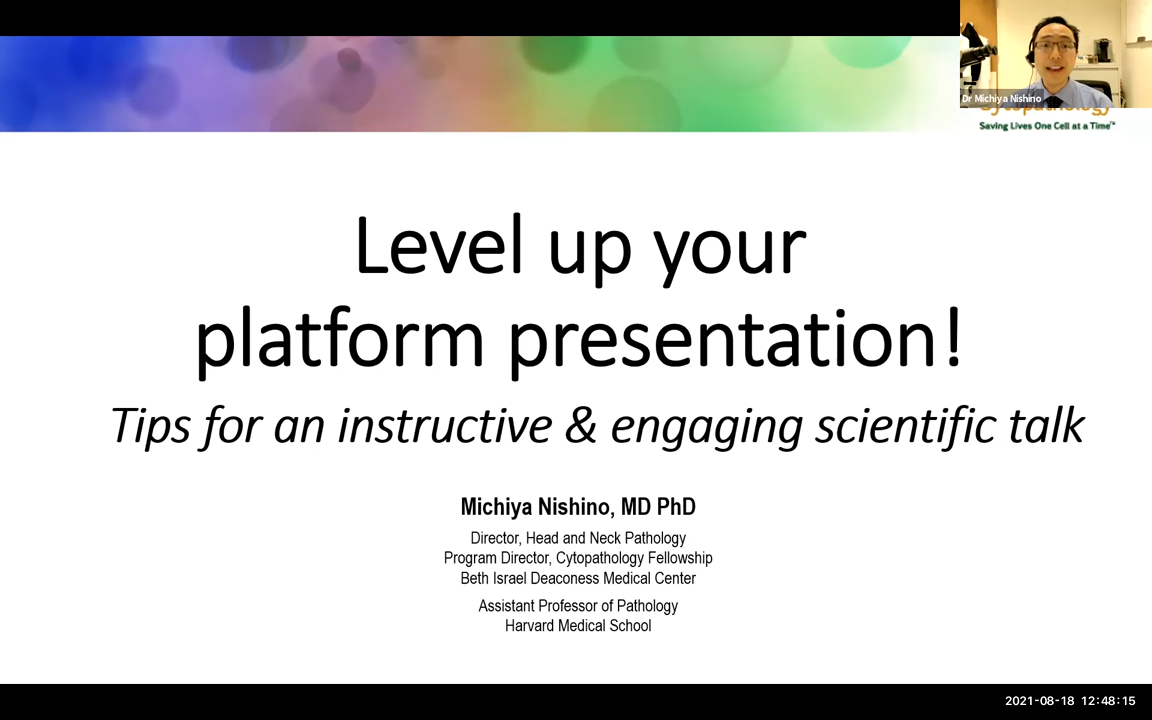 Dr Michiya Nishino
Cytopathology
Saving Lives One Cell at a Time™
Level up your
platform presentation!
Tips for an instructive & engaging scientific talk
Michiya Nishino, MD PhD
Director, Head and Neck Pathology
Program Director, Cytopathology Fellowship
Beth Israel Deaconess Medical Center
Assistant Professor of Pathology
Harvard Medical School
2021-08-18 12:48:15